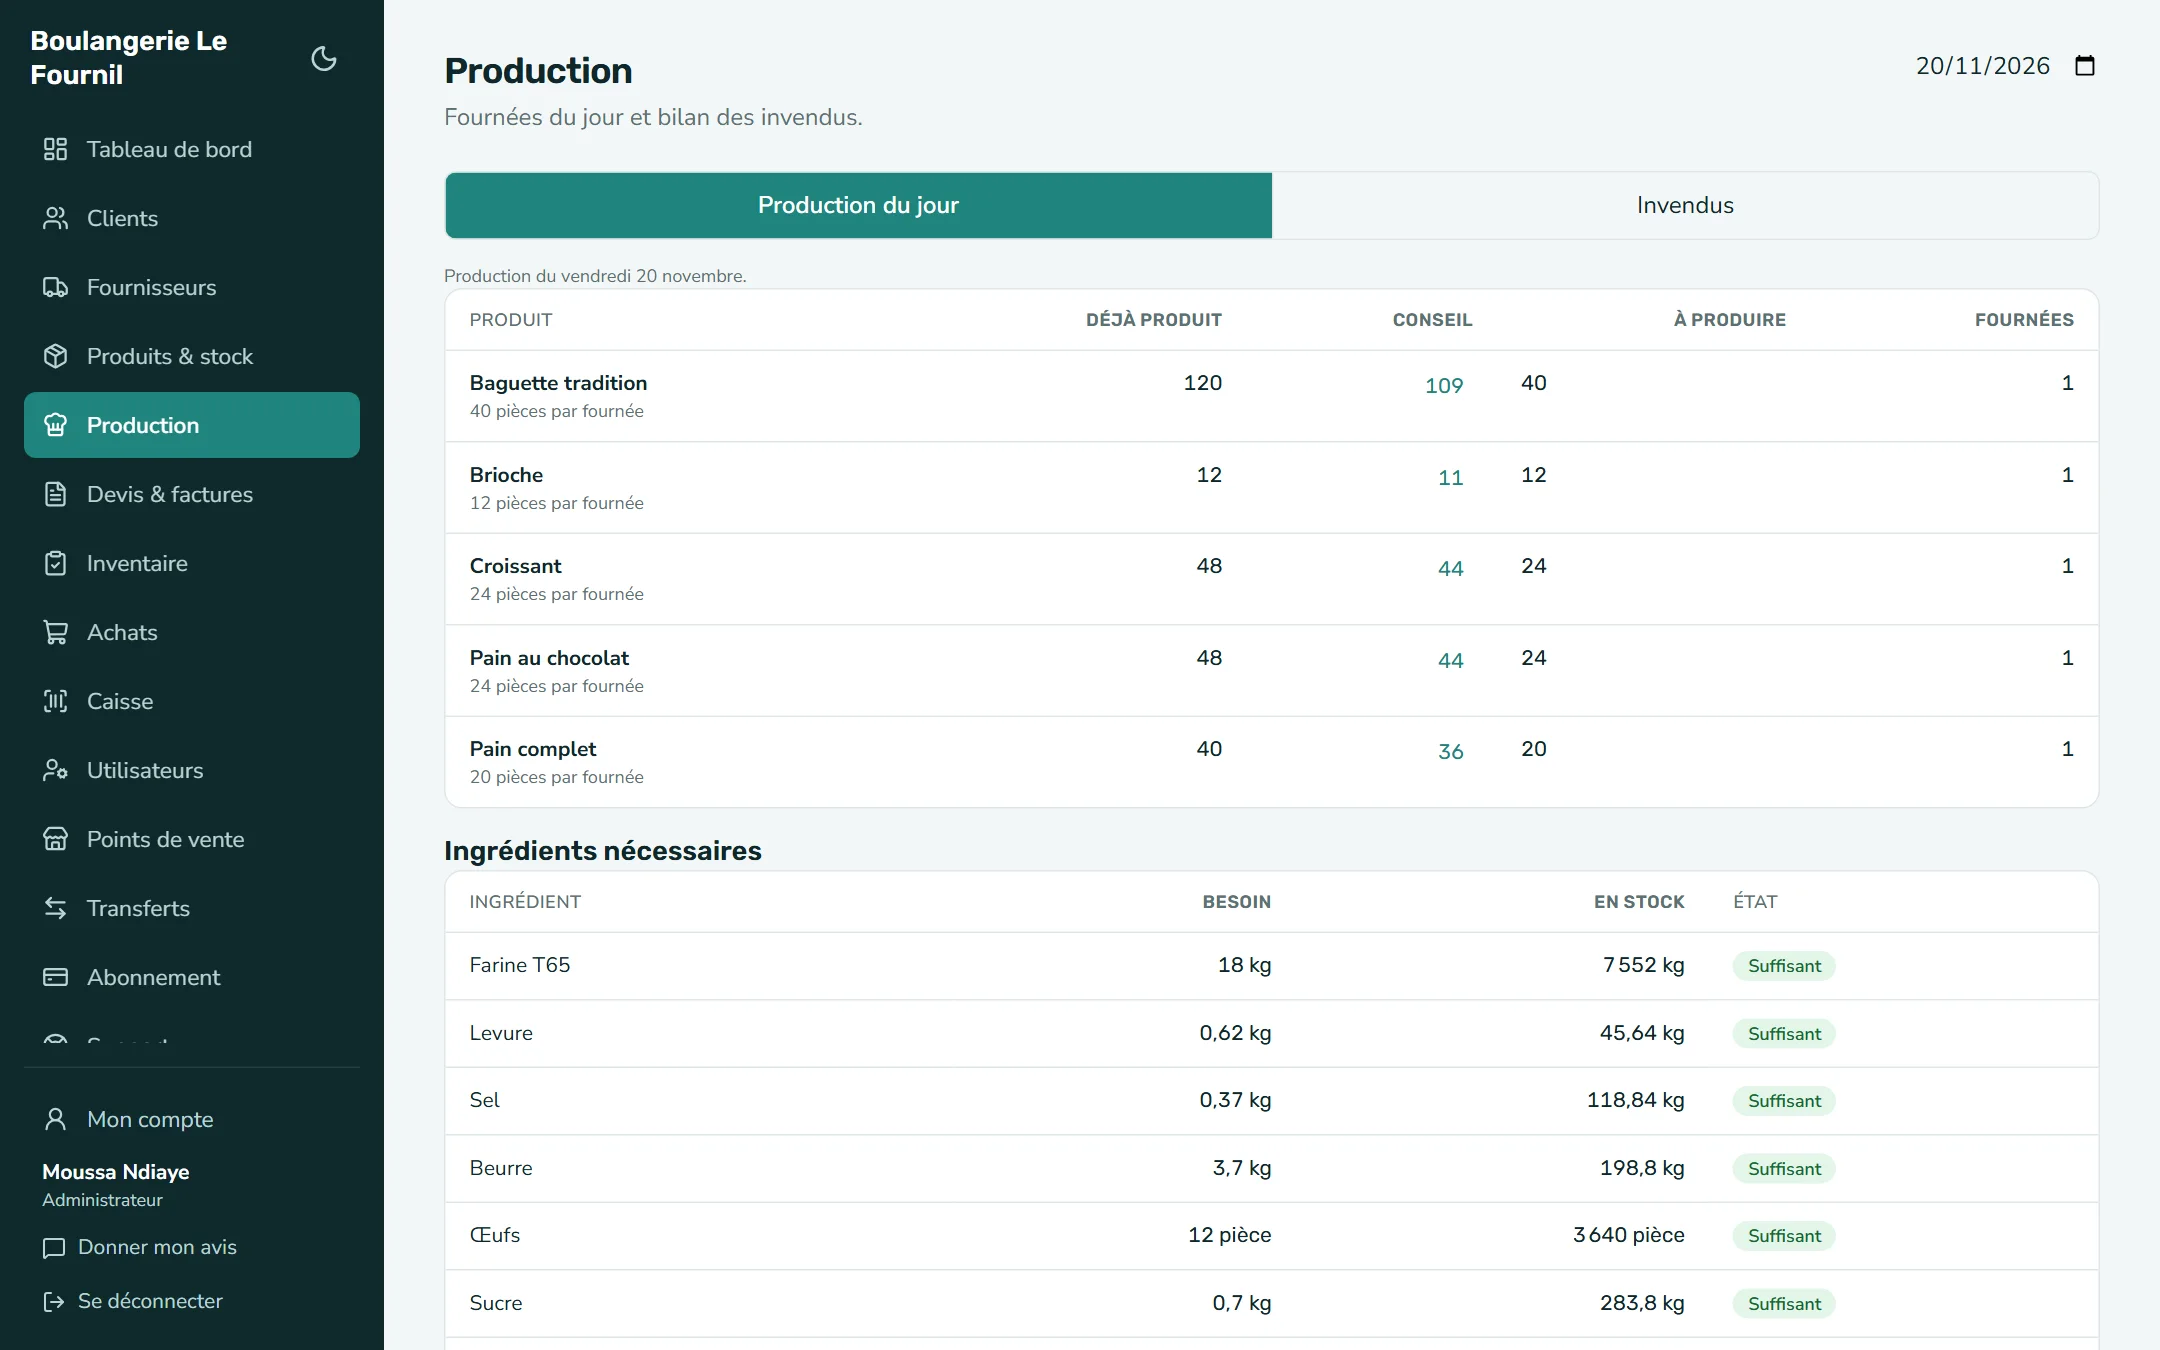 Boulangerie Le
Fournil
Tableau de bord
Clients
Fournisseurs
Produits & stock
Production
Devis & factures
Inventaire
Achats
Caisse
Utilisateurs
Points de vente
Transferts
Abonnement
Mon compte
Moussa Ndiaye
Administrateur
Donner mon avis
Se déconnecter
Production
20/11/2026
Fournées du jour et bilan des invendus.
Production du jour
Invendus
Production du vendredi 20 novembre.
PRODUIT DÉJÀ PRODUIT CONSEIL À PRODUIRE FOURNÉES
Baguette tradition 120 109 40 1
40 pièces par fournée
Brioche 12 11 12 1
12 pièces par fournée
Croissant 48 44 24 1
24 pièces par fournée
Pain au chocolat 48 44 24 1
24 pièces par fournée
Pain complet 40 36 20 1
20 pièces par fournée
Ingrédients nécessaires
INGRÉDIENT BESOIN EN STOCK ÉTAT
Farine T65 18 kg 7 552 kg Suffisant
Levure 0,62 kg 45,64 kg Suffisant
Sel 0,37 kg 118,84 kg Suffisant
Beurre 3,7 kg 198,8 kg Suffisant
Œufs 12 pièce 3 640 pièce Suffisant
Sucre 0,7 kg 283,8 kg Suffisant